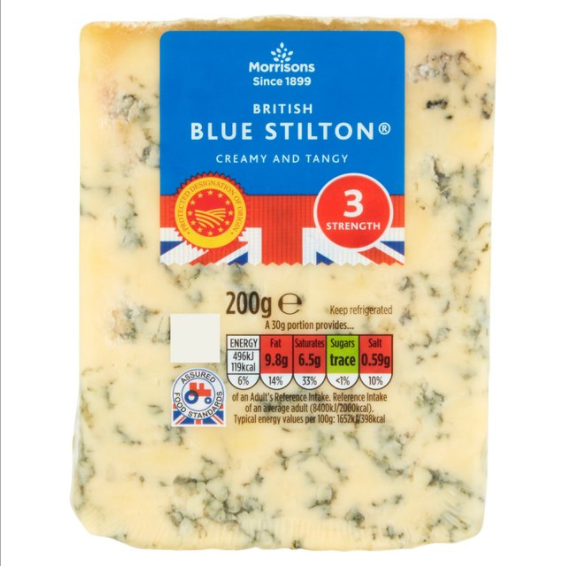 Morrisons
Since 1899
BRITISH
BLUE STILTON®
CREAMY AND TANGY
PROTECTED DESIGNATION OF ORIGIN
3
STRENGTH
200g ℮
Keep refrigerated
A 30g portion provides...
ENERGY Fat Saturates Sugars Salt
496kJ
119kcal 9.8g 6.5g trace 0.59g
6% 14% 33% <1% 10%
of an Adult's Reference Intake. Reference Intake
of an average adult (8400kJ/2000kcal).
Typical energy values per 100g: 1652kJ/398kcal
ASSURED
FOOD STANDARDS